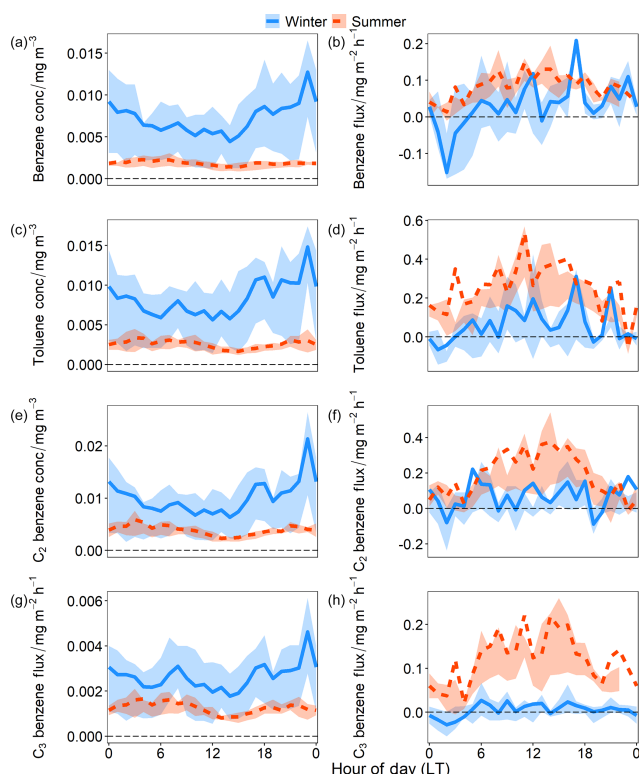 Winter Summer
(a)
Benzene conc/mg m−3
0.015
0.010
0.005
0.000
(b)
Benzene flux/mg m−2 h−1
0.2
0.1
0.0
-0.1
(c)
Toluene conc/mg m−3
0.015
0.010
0.005
0.000
(d)
Toluene flux/mg m−2 h−1
0.6
0.4
0.2
0.0
(e)
C2 benzene conc/mg m−3
0.02
0.01
0.00
(f)
C2 benzene flux/mg m−2 h−1
0.4
0.2
0.0
-0.2
(g)
C3 benzene flux/mg m−2 h−1
0.006
0.004
0.002
0.000
0 6 12 18 0
(h)
C3 benzene flux/mg m−2 h−1
0.2
0.1
0.0
0 6 12 18 0
Hour of day (LT)